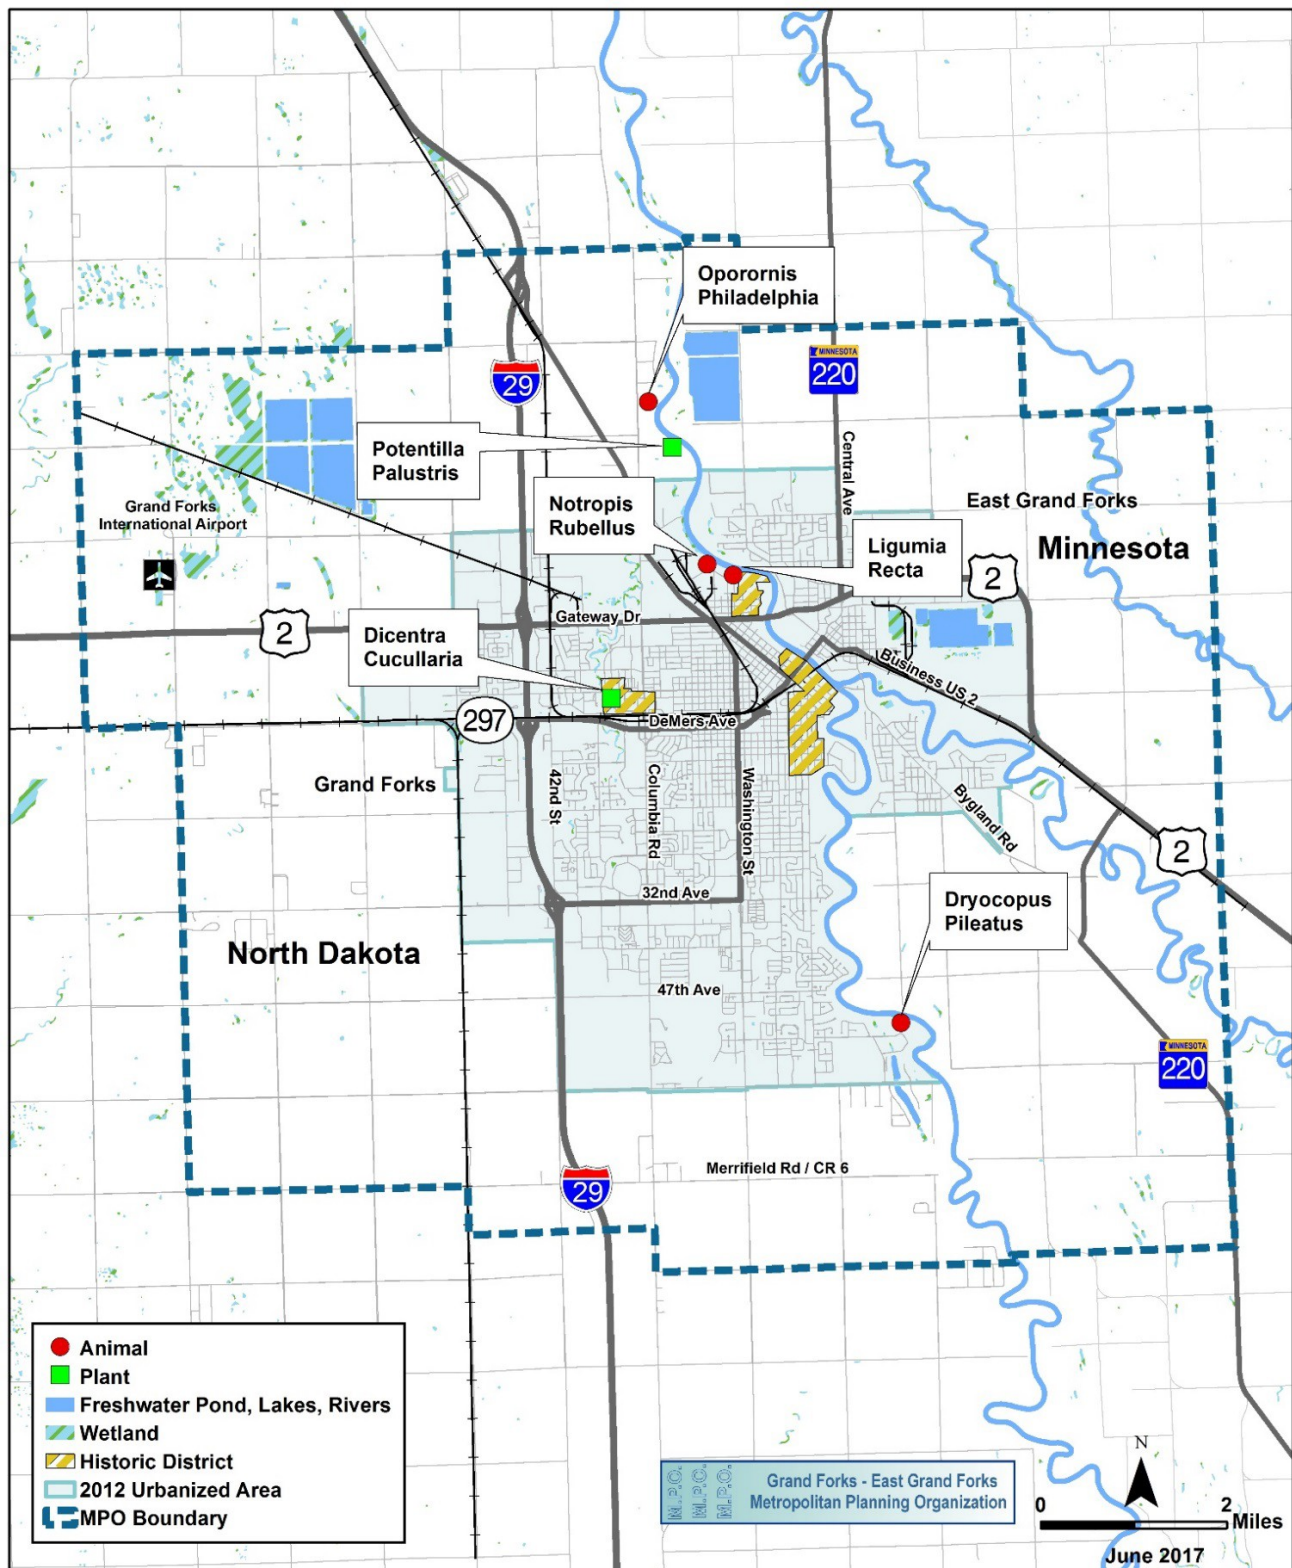 Opornis
Philadelphia
29
MINNESOTA
220
Potentilla
Palustris
Central Ave
Notropis
Rubellus
East Grand Forks
Grand Forks
International Airport
Ligumia
Recta
Minnesota
2
2
Gateway Dr
Dicentra
Cucullaria
Business US 2
297
DeMers Ave
Grand Forks
42nd St
Columbia Rd
Washington St
Bygland Rd
2
32nd Ave
Dryocopus
Pileatus
North Dakota
47th Ave
MINNESOTA
220
Merrifield Rd / CR 6
29
Animal
Plant
Freshwater Pond, Lakes, Rivers
Wetland
Historic District
2012 Urbanized Area
MPO Boundary
M.P.O.
M.P.O.
M.P.O.
Grand Forks - East Grand Forks
Metropolitan Planning Organization
N
0 2 Miles
June 2017